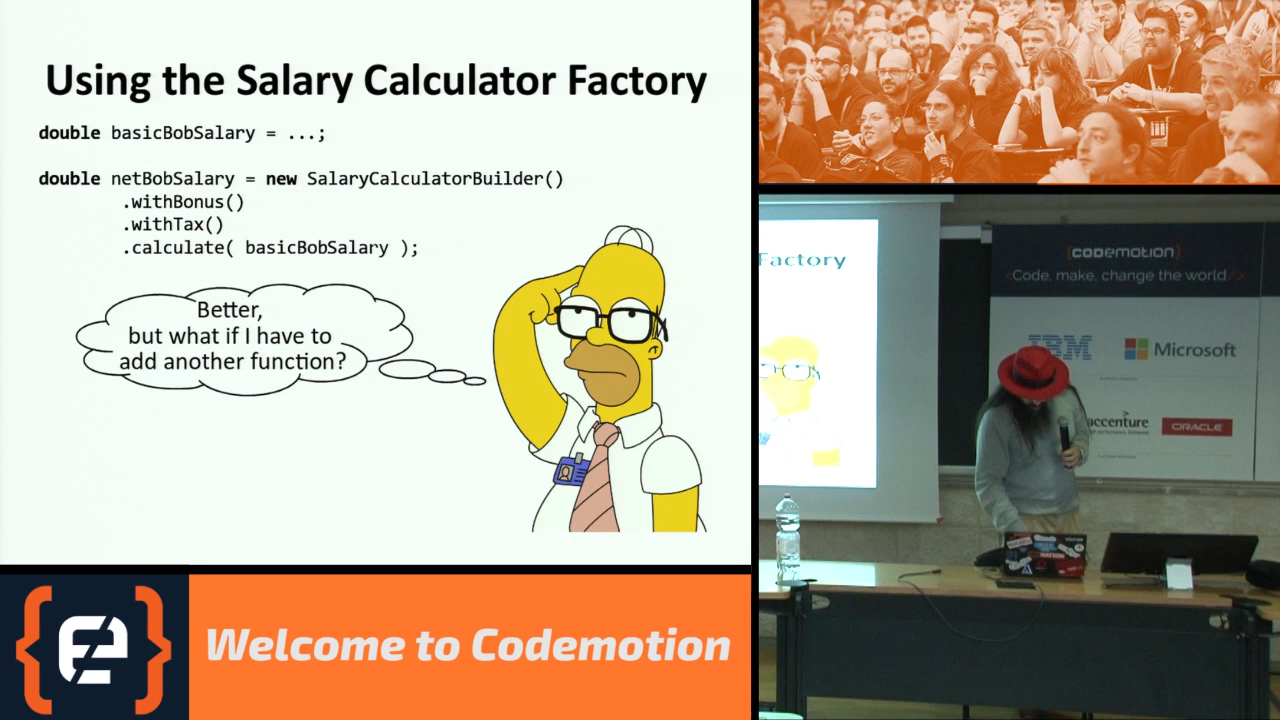 Using the Salary Calculator Factory
double basicBobSalary = ...;
double netBobSalary = new SalaryCalculatorBuilder()
.withBonus()
.withTax()
.calculate( basicBobSalary );
Better,
but what if I have to
add another function?
Welcome to Codemotion
Factory
{codemotion}
<Code, make, change the world/>
IBM
Microsoft
accenture
ORACLE